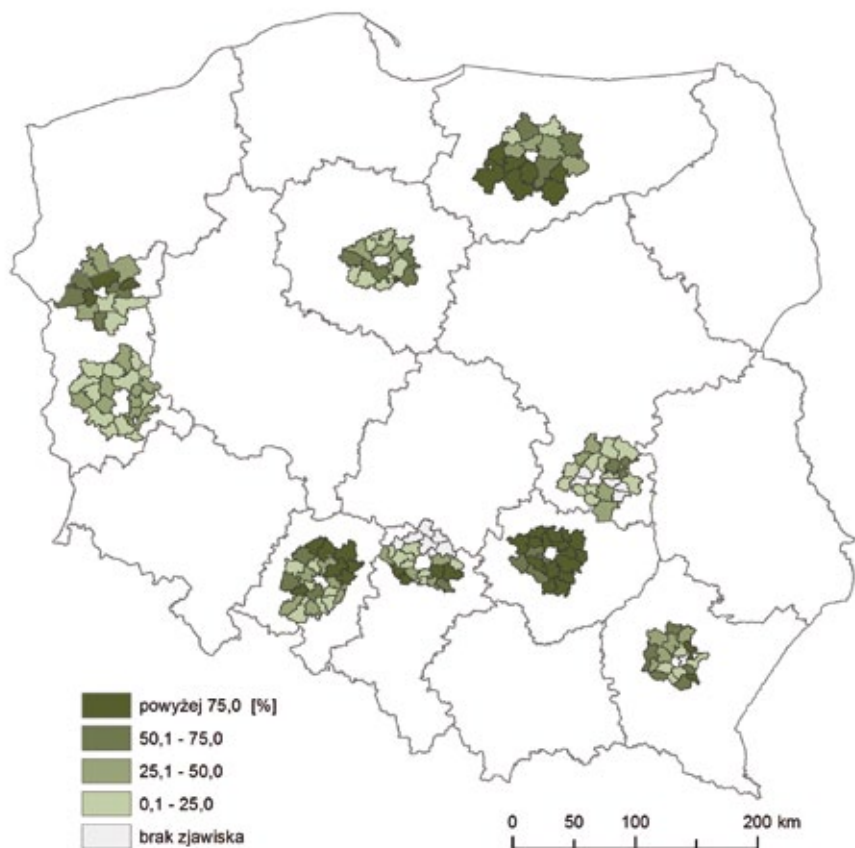 powyżej 75,0 [%]
50,1 - 75,0
25,1 - 50,0
0,1 - 25,0
brak zjawiska
0 50 100 200 km